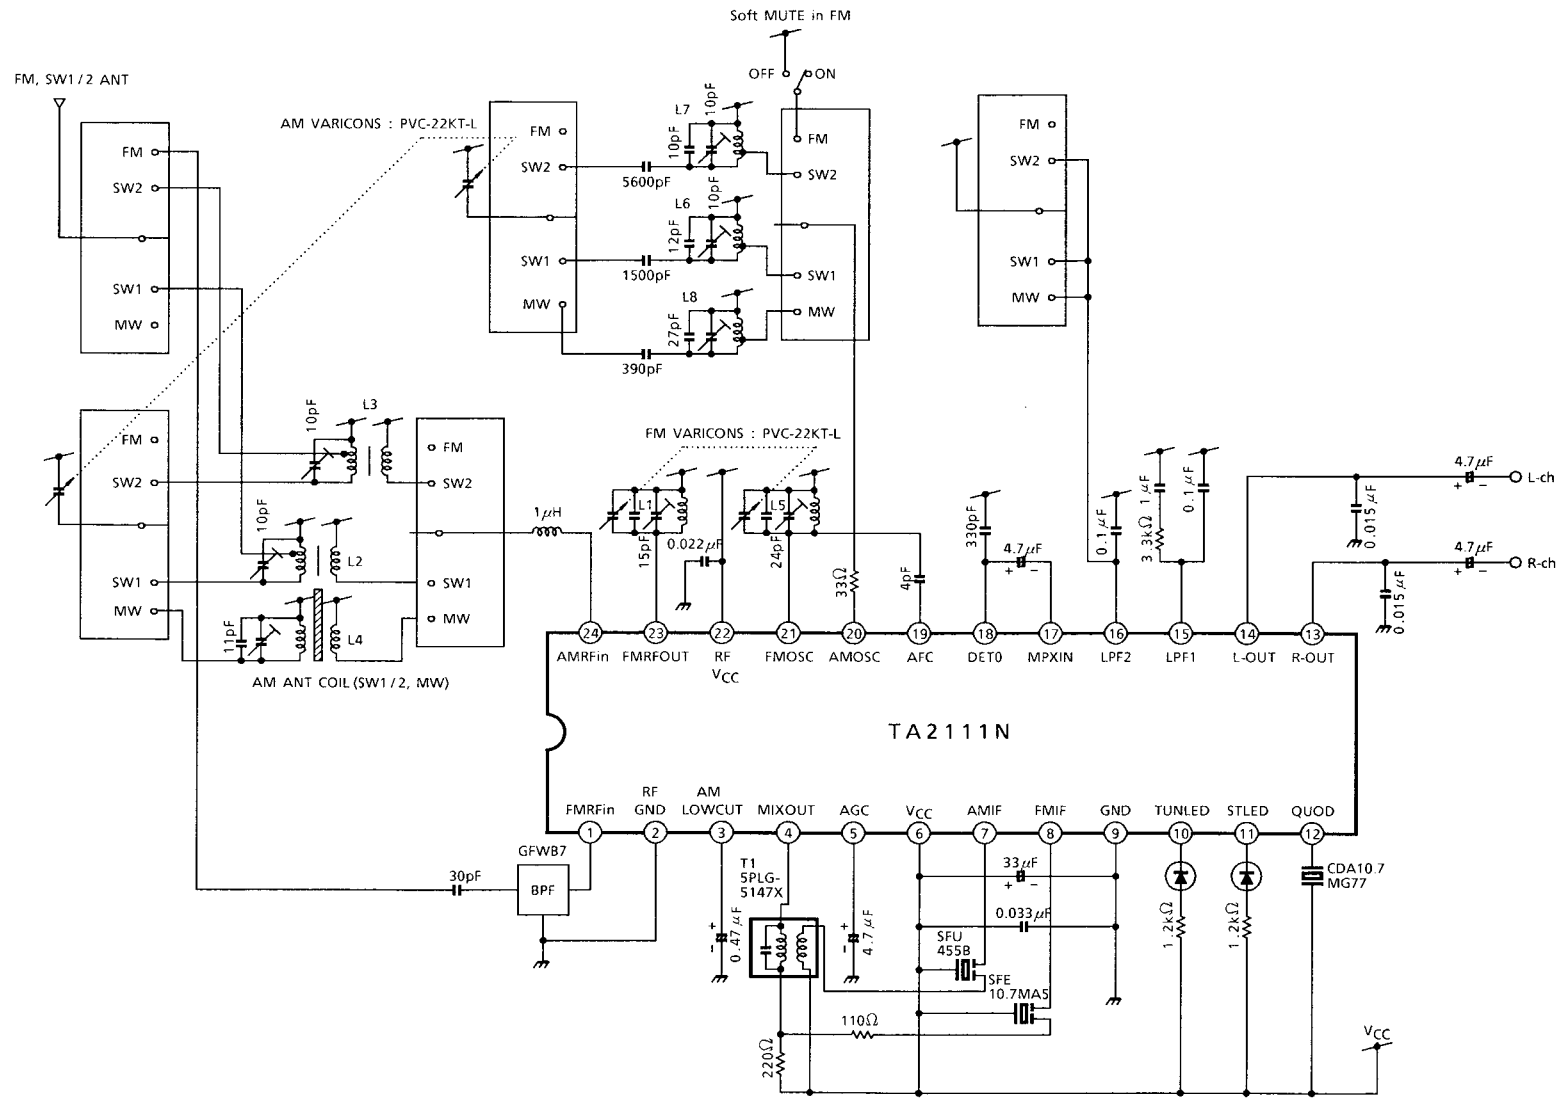 Soft MUTE in FM
OFF ON
FM, SW1/2 ANT
FM
SW2
SW1
MW
AM VARICONS : PVC-22KT-L
FM
SW2
SW1
MW
5600pF
1500pF
390pF
L7
10pF
10pF
L6
12pF
10pF
L8
27pF
FM
SW2
SW1
MW
FM
SW2
SW1
MW
FM
SW2
SW1
MW
10pF
L3
10pF
L2
11pF
L4
AM ANT COIL (SW1/2, MW)
FM
SW2
SW1
MW
1μH
FM VARICONS : PVC-22KT-L
L1
15pF
0.022μF
L5
24pF
33Ω
4pF
330pF
4.7μF
+ −
0.1μF
1μF
3.3kΩ
0.1μF
0.015μF
4.7μF
+ −
L-ch
0.015μF
4.7μF
+ −
R-ch
24 23 22 21 20 19 18 17 16 15 14 13
AMRFin FMRFOUT RF VCC FMOSC AMOSC AFC DET0 MPXIN LPF2 LPF1 L-OUT R-OUT
TA2111N
FMRFin RF GND AM LOWCUT MIXOUT AGC VCC AMIF FMIF GND TUNLED STLED QUOD
1 2 3 4 5 6 7 8 9 10 11 12
30pF
GFWB7
BPF
+
−
0.47μF
T1
5PLG-
5147X
+
−
4.7μF
33μF
+ −
0.033μF
SFU
455B
SFE
10.7MA5
110Ω
220Ω
1.2kΩ
1.2kΩ
CDA10.7
MG77
VCC